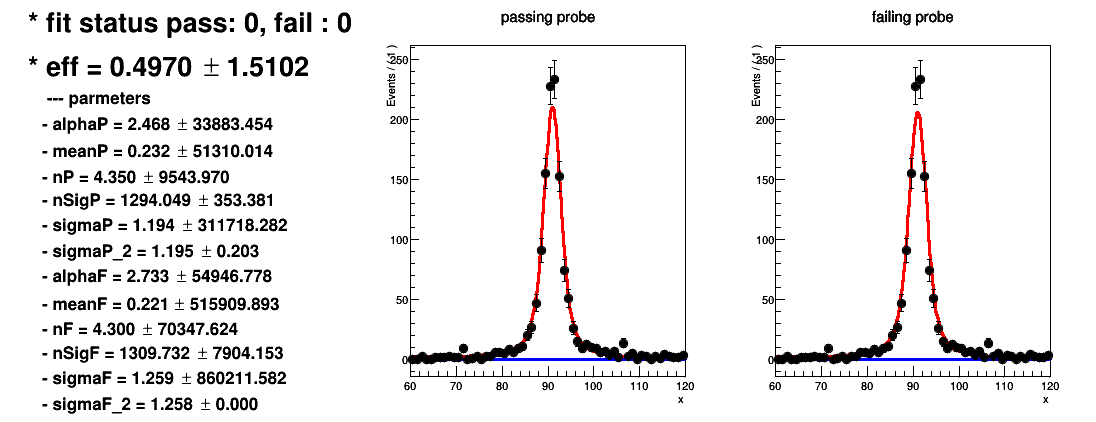 * fit status pass: 0, fail : 0
* eff = 0.4970 ± 1.5102
--- parmeters
- alphaP = 2.468 ± 33883.454
- meanP = 0.232 ± 51310.014
- nP = 4.350 ± 9543.970
- nSigP = 1294.049 ± 353.381
- sigmaP = 1.194 ± 311718.282
- sigmaP_2 = 1.195 ± 0.203
- alphaF = 2.733 ± 54946.778
- meanF = 0.221 ± 515909.893
- nF = 4.300 ± 70347.624
- nSigF = 1309.732 ± 7904.153
- sigmaF = 1.259 ± 860211.582
- sigmaF_2 = 1.258 ± 0.000
passing probe
Events / ( 1 )
250
200
150
100
50
0
60 70 80 90 100 110 120
x
failing probe
Events / ( 1 )
250
200
150
100
50
0
60 70 80 90 100 110 120
x